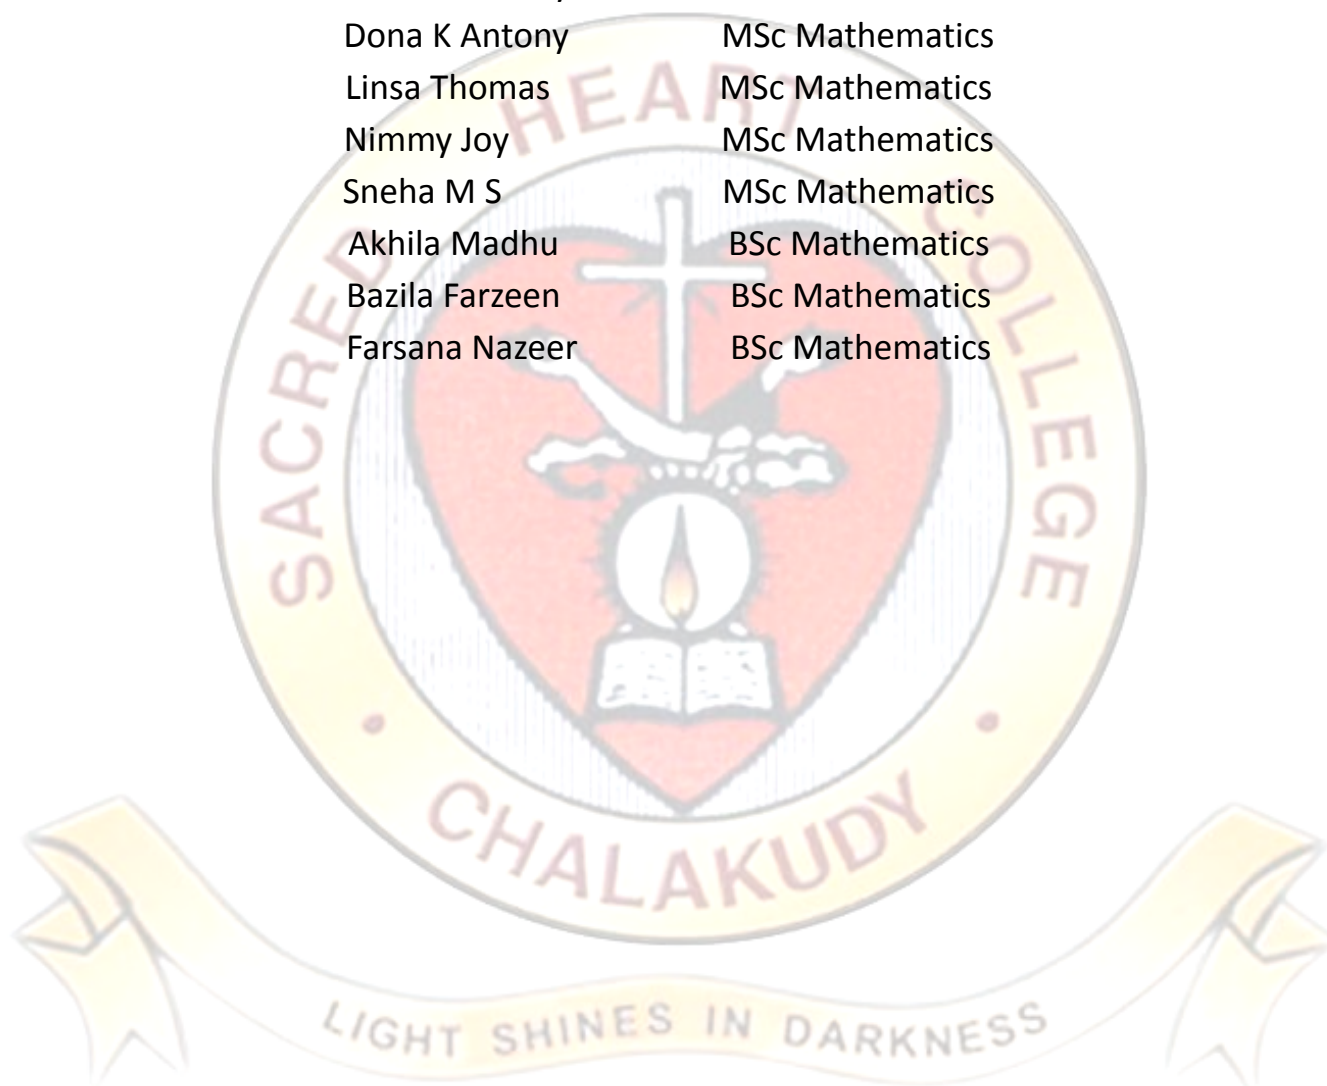 Dona K Antony MSc Mathematics
Linsa Thomas MSc Mathematics
Nimmy Joy MSc Mathematics
Sneha M S MSc Mathematics
Akhila Madhu BSc Mathematics
Bazila Farzeen BSc Mathematics
Farsana Nazeer BSc Mathematics
SACRED HEART COLLEGE
CHALAKUDY
LIGHT SHINES IN DARKNESS